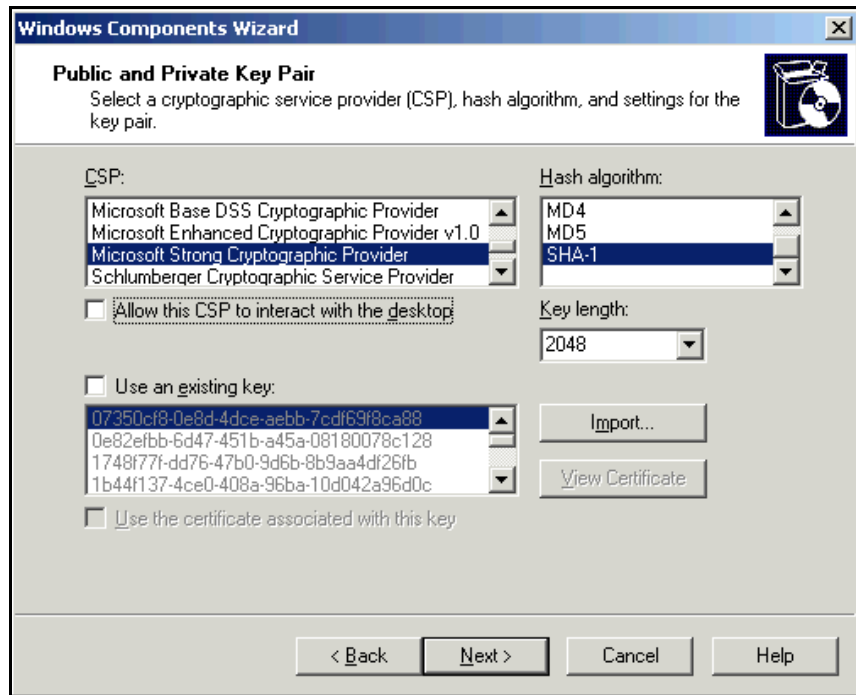 Windows Components Wizard
Public and Private Key Pair
Select a cryptographic service provider (CSP), hash algorithm, and settings for the
key pair.
CSP:
Microsoft Base DSS Cryptographic Provider
Microsoft Enhanced Cryptographic Provider v1.0
Microsoft Strong Cryptographic Provider
Schlumberger Cryptographic Service Provider
Allow this CSP to interact with the desktop
Hash algorithm:
MD4
MD5
SHA-1
Key length:
2048
Use an existing key:
07350cf8-0e8d-4dce-aebb-7cdf69f8ca88
0e82efbb-6d47-451b-a45a-08180078c128
1748f77f-dd76-47b0-9d6b-8b9aa4df26fb
1b44f137-4ce0-408a-96ba-10d042a96d0c
Import...
View Certificate
Use the certificate associated with this key
< Back
Next >
Cancel
Help